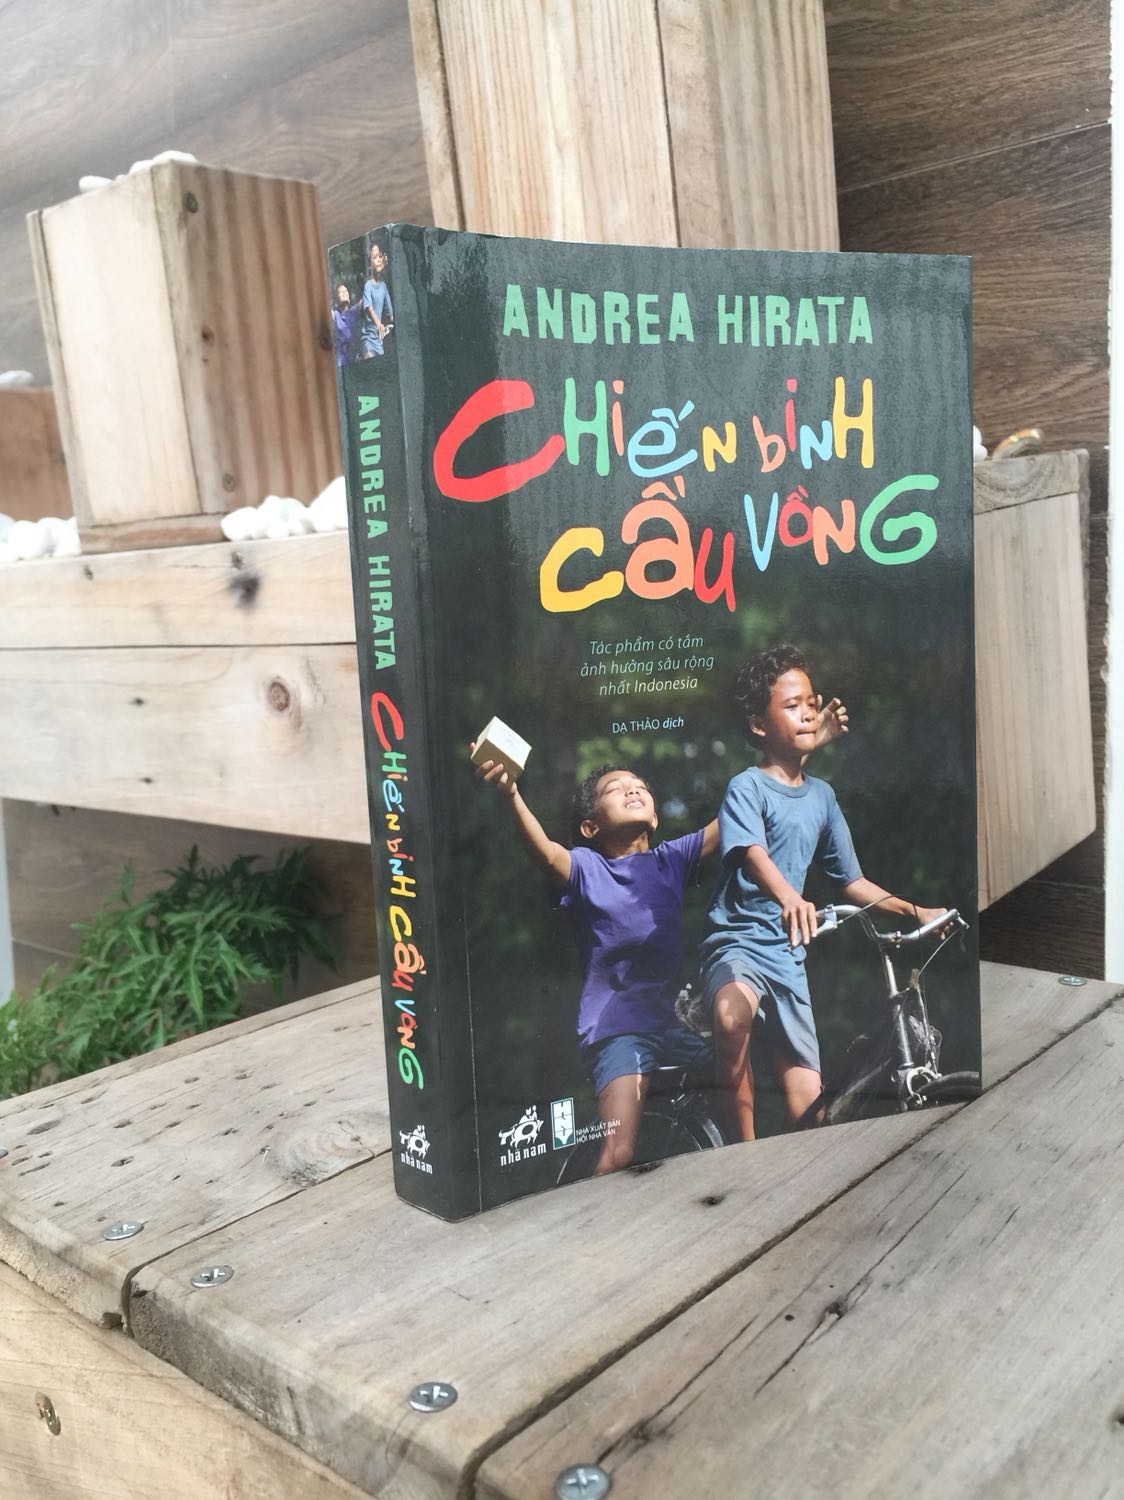 ANDREA HIRATA
CHiẾN biNH
CẦU VỒNG
Tác phẩm có tầm
ảnh hưởng sâu rộng
nhất Indonesia
DẠ THẢO dịch
nhã nam
HNV
NHÀ XUẤT BẢN
HỘI NHÀ VĂN
ANDREA HIRATA CHiẾN biNH CẦU VỒNG
nhã nam